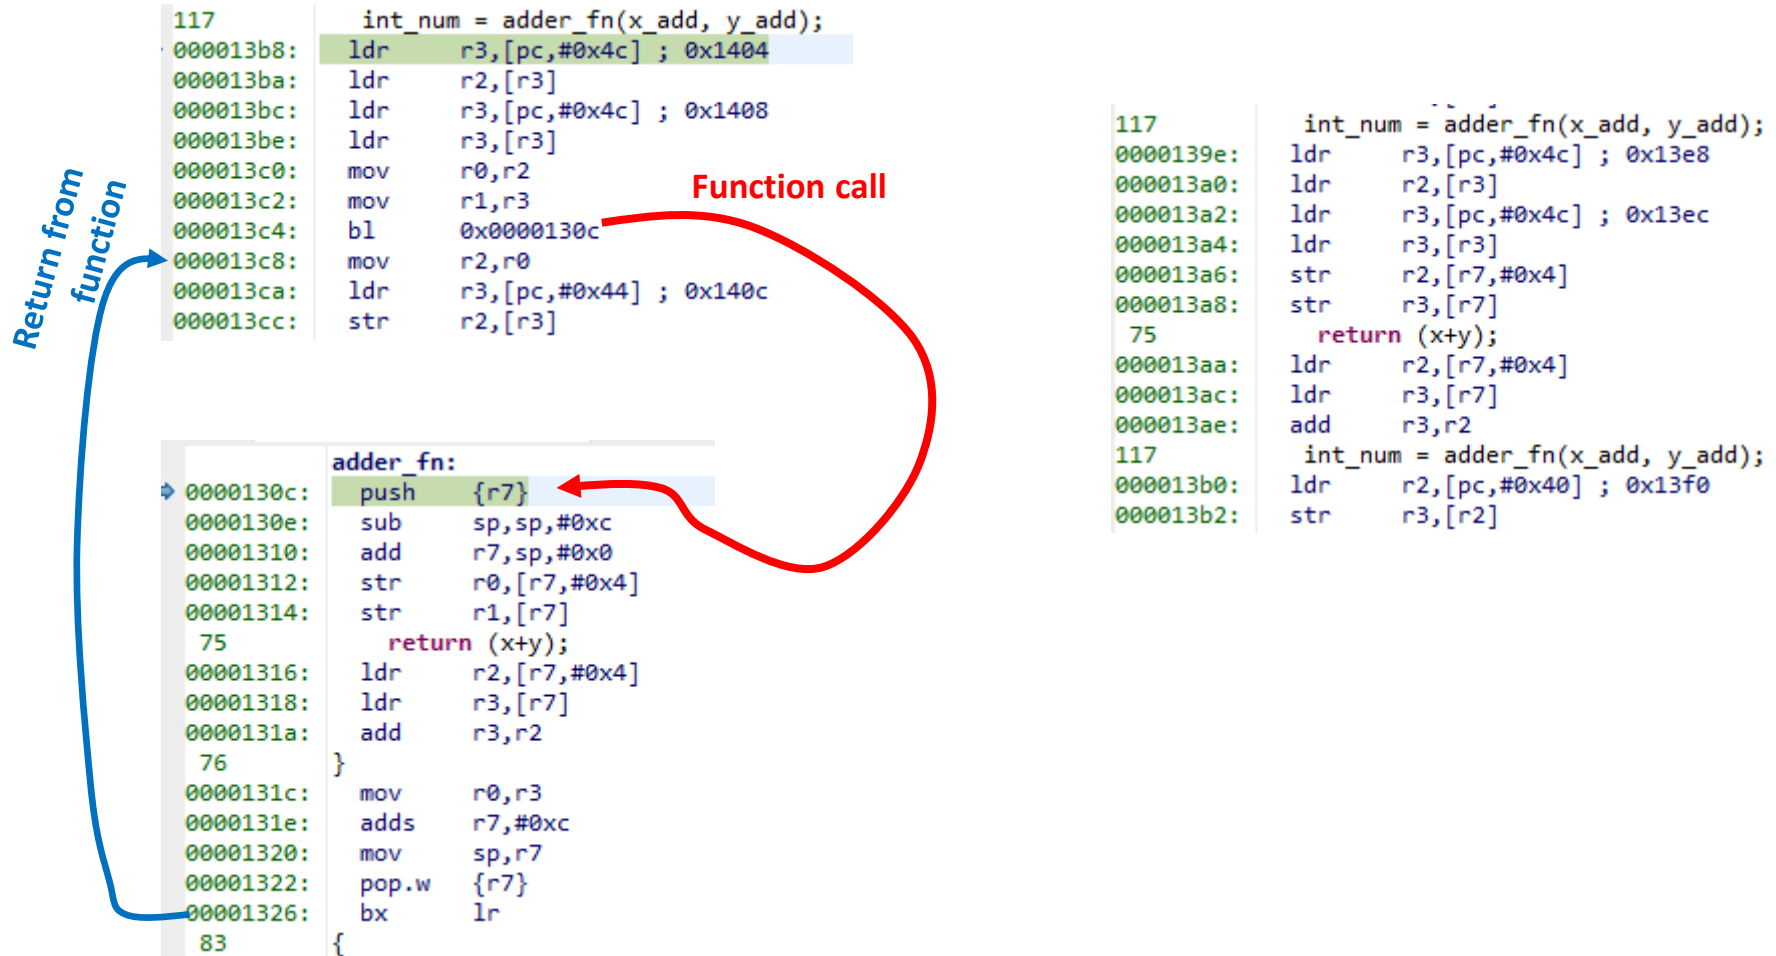 117 int_num = adder_fn(x_add, y_add);
000013b8: ldr r3,[pc,#0x4c] ; 0x1404
000013ba: ldr r2,[r3]
000013bc: ldr r3,[pc,#0x4c] ; 0x1408
000013be: ldr r3,[r3]
000013c0: mov r0,r2
000013c2: mov r1,r3
000013c4: bl 0x0000130c
000013c8: mov r2,r0
000013ca: ldr r3,[pc,#0x44] ; 0x140c
000013cc: str r2,[r3]
Function call
Return from
function
adder_fn:
0000130c: push {r7}
0000130e: sub sp,sp,#0xc
00001310: add r7,sp,#0x0
00001312: str r0,[r7,#0x4]
00001314: str r1,[r7]
75 return (x+y);
00001316: ldr r2,[r7,#0x4]
00001318: ldr r3,[r7]
0000131a: add r3,r2
76 }
0000131c: mov r0,r3
0000131e: adds r7,#0xc
00001320: mov sp,r7
00001322: pop.w {r7}
00001326: bx lr
83 {
117 int_num = adder_fn(x_add, y_add);
0000139e: ldr r3,[pc,#0x4c] ; 0x13e8
000013a0: ldr r2,[r3]
000013a2: ldr r3,[pc,#0x4c] ; 0x13ec
000013a4: ldr r3,[r3]
000013a6: str r2,[r7,#0x4]
000013a8: str r3,[r7]
75 return (x+y);
000013aa: ldr r2,[r7,#0x4]
000013ac: ldr r3,[r7]
000013ae: add r3,r2
117 int_num = adder_fn(x_add, y_add);
000013b0: ldr r2,[pc,#0x40] ; 0x13f0
000013b2: str r3,[r2]